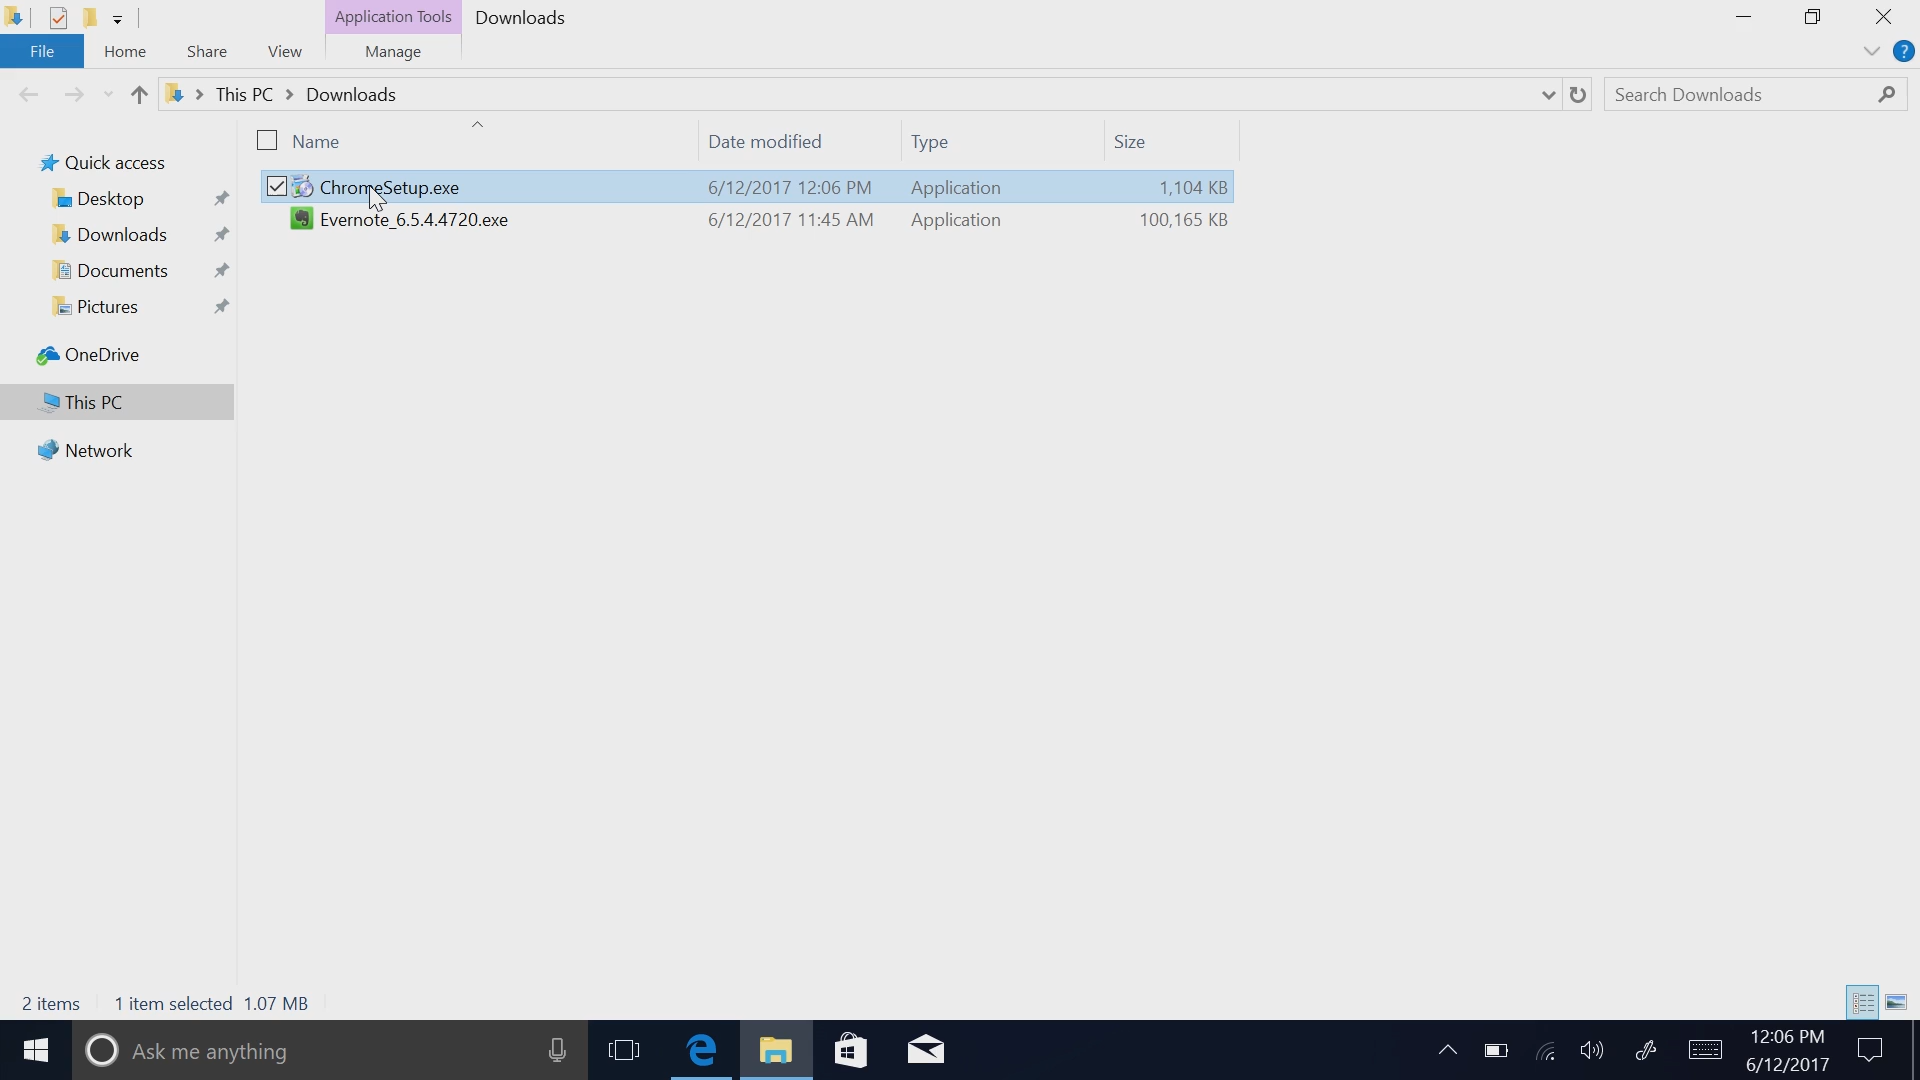 Application Tools
Downloads
File
Home
Share
View
Manage
?
This PC
Downloads
Search Downloads
Name
Date modified
Type
Size
Quick access
Desktop
Downloads
Documents
Pictures
OneDrive
This PC
Network
ChromeSetup.exe 6/12/2017 12:06 PM Application 1,104 KB
Evernote_6.5.4.4720.exe 6/12/2017 11:45 AM Application 100,165 KB
2 items 1 item selected 1.07 MB
Ask me anything
12:06 PM
6/12/2017